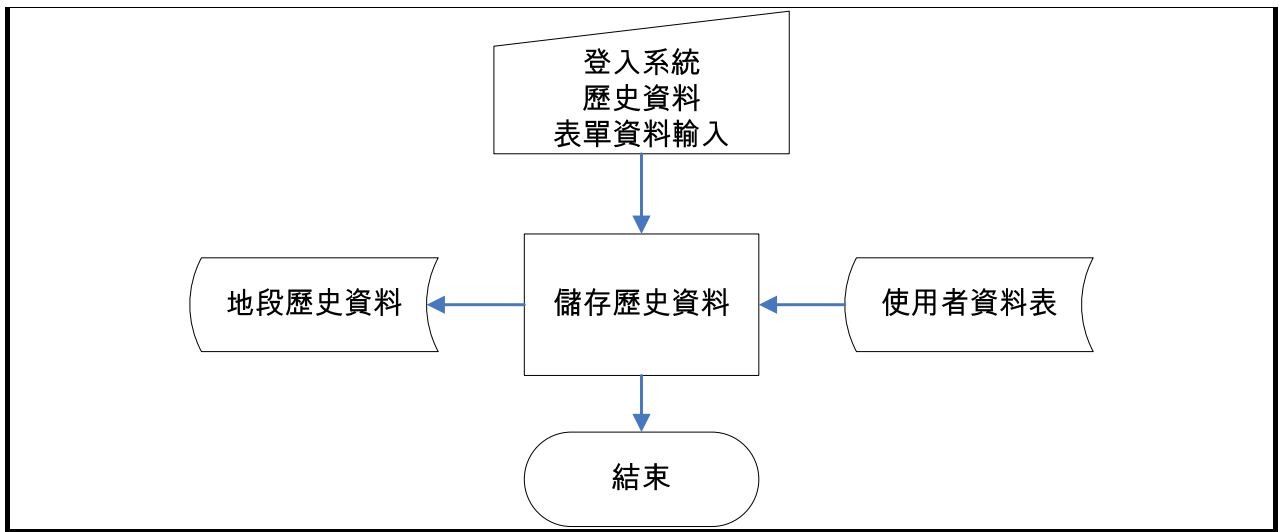 登入系統
歷史資料
表單資料輸入
地段歷史資料
儲存歷史資料
使用者資料表
結束